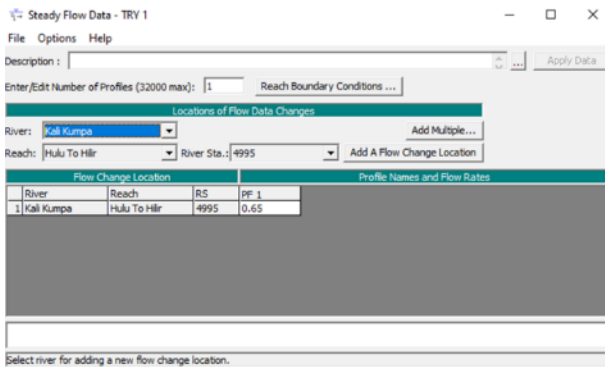 Steady Flow Data - TRY 1
File Options Help
Description : ... Apply Data
Enter/Edit Number of Profiles (32000 max): 1 Reach Boundary Conditions ...
Locations of Flow Data Changes
River: Kali Kumpa Add Multiple...
Reach: Hulu To Hilir River Sta.: 4995 Add A Flow Change Location
Flow Change Location Profile Names and Flow Rates
River Reach RS PF 1
1 Kali Kumpa Hulu To Hilir 4995 0.65
Select river for adding a new flow change location.